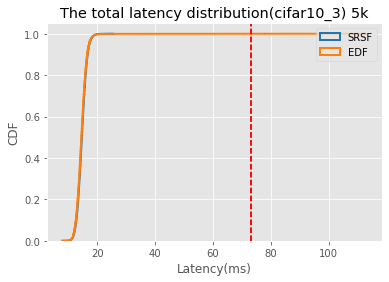 The total latency distribution(cifar10_3) 5k
SRSF
EDF
1.0
0.8
0.6
0.4
0.2
0.0
CDF
20 40 60 80 100
Latency(ms)